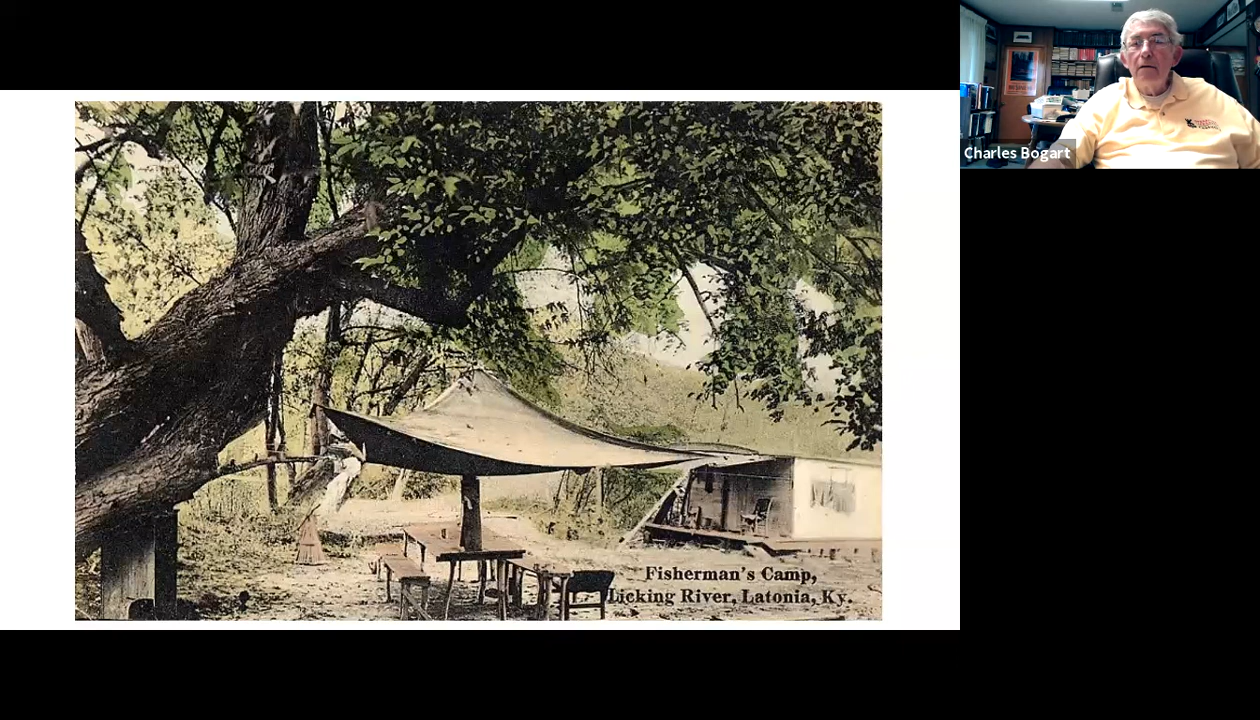 Fisherman's Camp,
Licking River, Latonia, Ky.
Charles Bogart